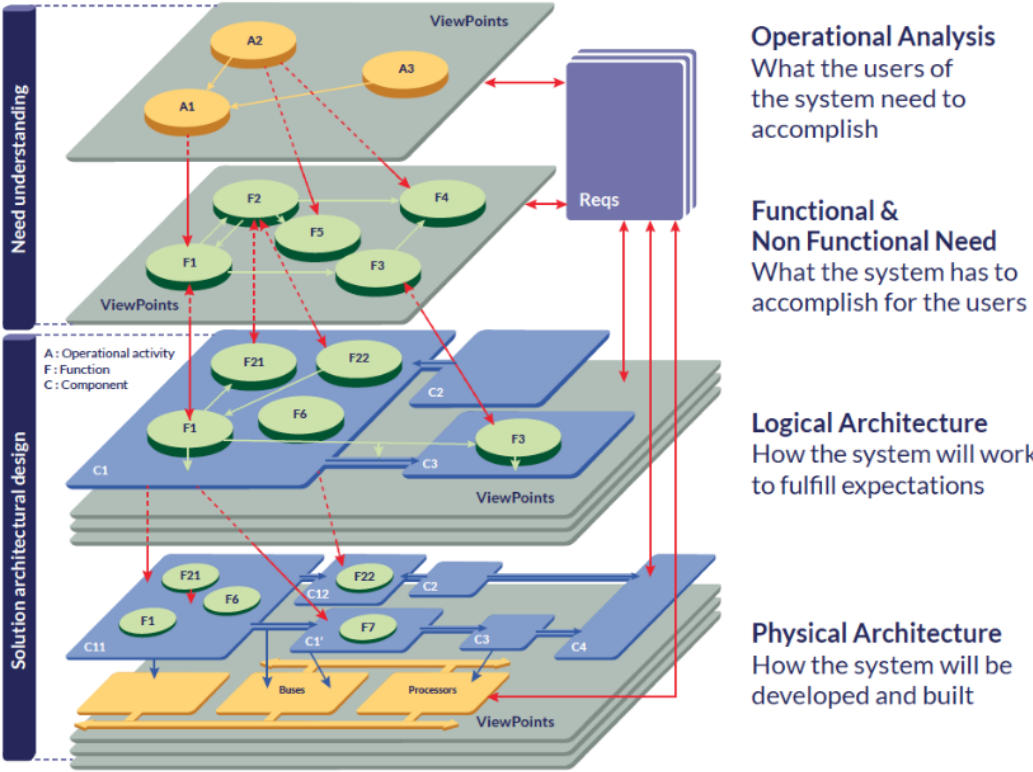 Need understanding
Solution architectural design
ViewPoints
A2
A3
A1
Reqs
F2
F4
F5
F1
F3
ViewPoints
A : Operational activity
F : Function
C : Component
F21
F22
C2
F6
F1
F3
C1
C3
ViewPoints
F21
F22
C12
C2
F6
F1
F7
C11
C1'
C3
C4
Buses
Processors
ViewPoints
Operational Analysis
What the users of
the system need to
accomplish
Functional &
Non Functional Need
What the system has to
accomplish for the users
Logical Architecture
How the system will work
to fulfill expectations
Physical Architecture
How the system will be
developed and built